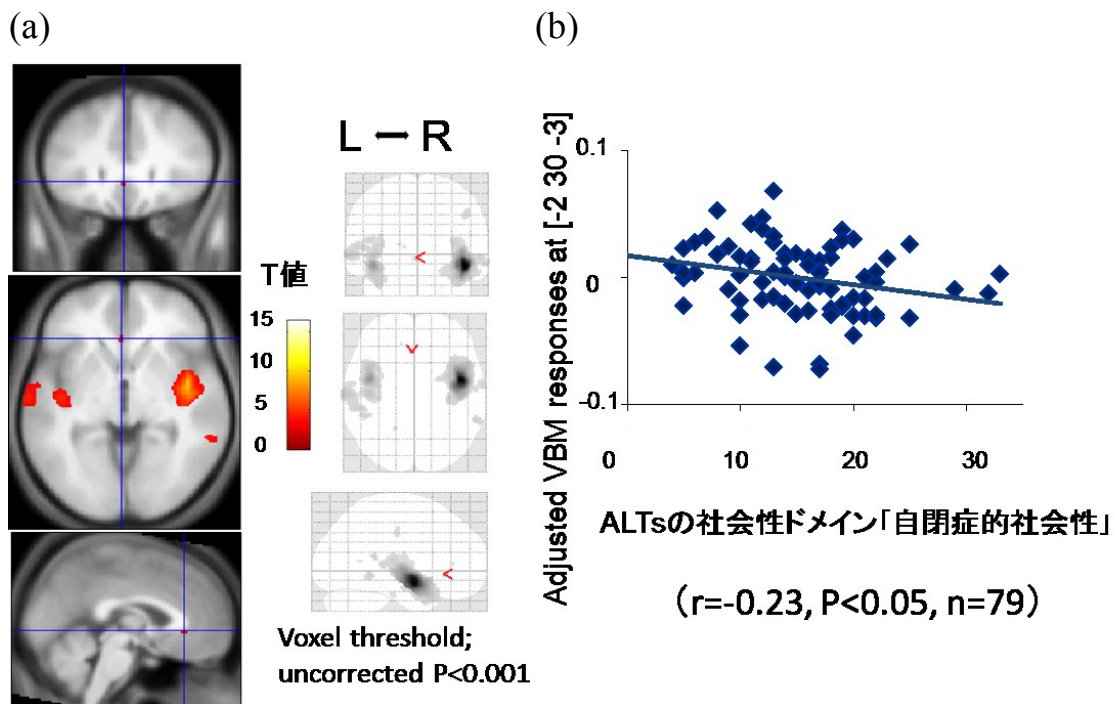 (a)
(b)
L ━ R
T値
15
10
5
0
Voxel threshold;
uncorrected P<0.001
Adjusted VBM responses at [-2 30 -3]
0.1
0
-0.1
0
10
20
30
ALTsの社会性ドメイン「自閉症的社会性」
(r=-0.23, P<0.05, n=79)